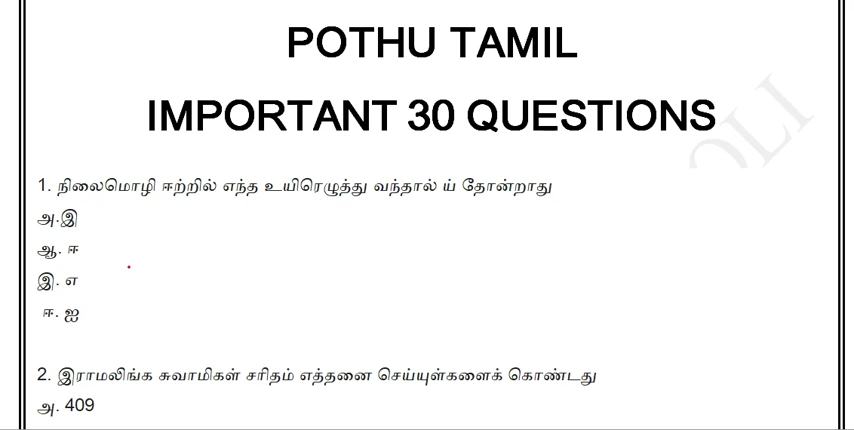 POTHU TAMIL
IMPORTANT 30 QUESTIONS
1. நிலைமொழி ஈற்றில் எந்த உயிரெழுத்து வந்தால் ய் தோன்றாது
அ.இ
ஆ. ஈ
இ. எ
ஈ. ஐ
2. இராமலிங்க சுவாமிகள் சரிதம் எத்தனை செய்யுள்களைக் கொண்டது
அ. 409